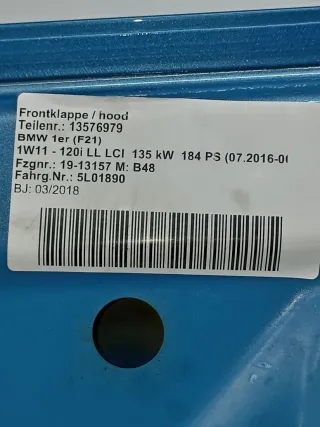 Frontklappe / hood
Teilenr.: 13576979
BMW 1er (F21)
1W11 - 120i LL LCI 135 kW 184 PS (07.2016-0
Fzgnr.: 19-13157 M: B48
Fahrg.Nr.: 5L01890
BJ: 03/2018